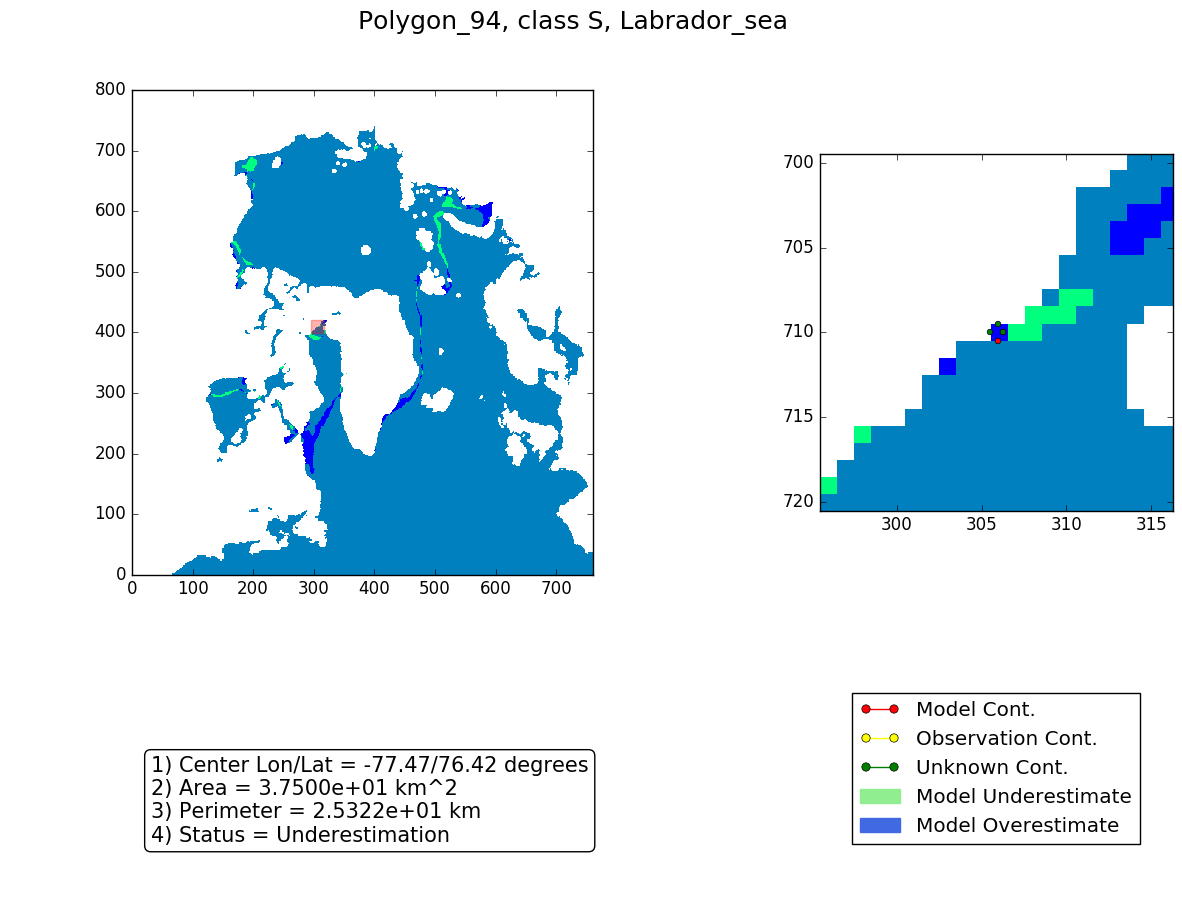 Polygon_94, class S, Labrador_sea
800
700
600
500
400
300
200
100
0
0 100 200 300 400 500 600 700
700
705
710
715
720
300 305 310 315
1) Center Lon/Lat = -77.47/76.42 degrees
2) Area = 3.7500e+01 km^2
3) Perimeter = 2.5322e+01 km
4) Status = Underestimation
Model Cont.
Observation Cont.
Unknown Cont.
Model Underestimate
Model Overestimate